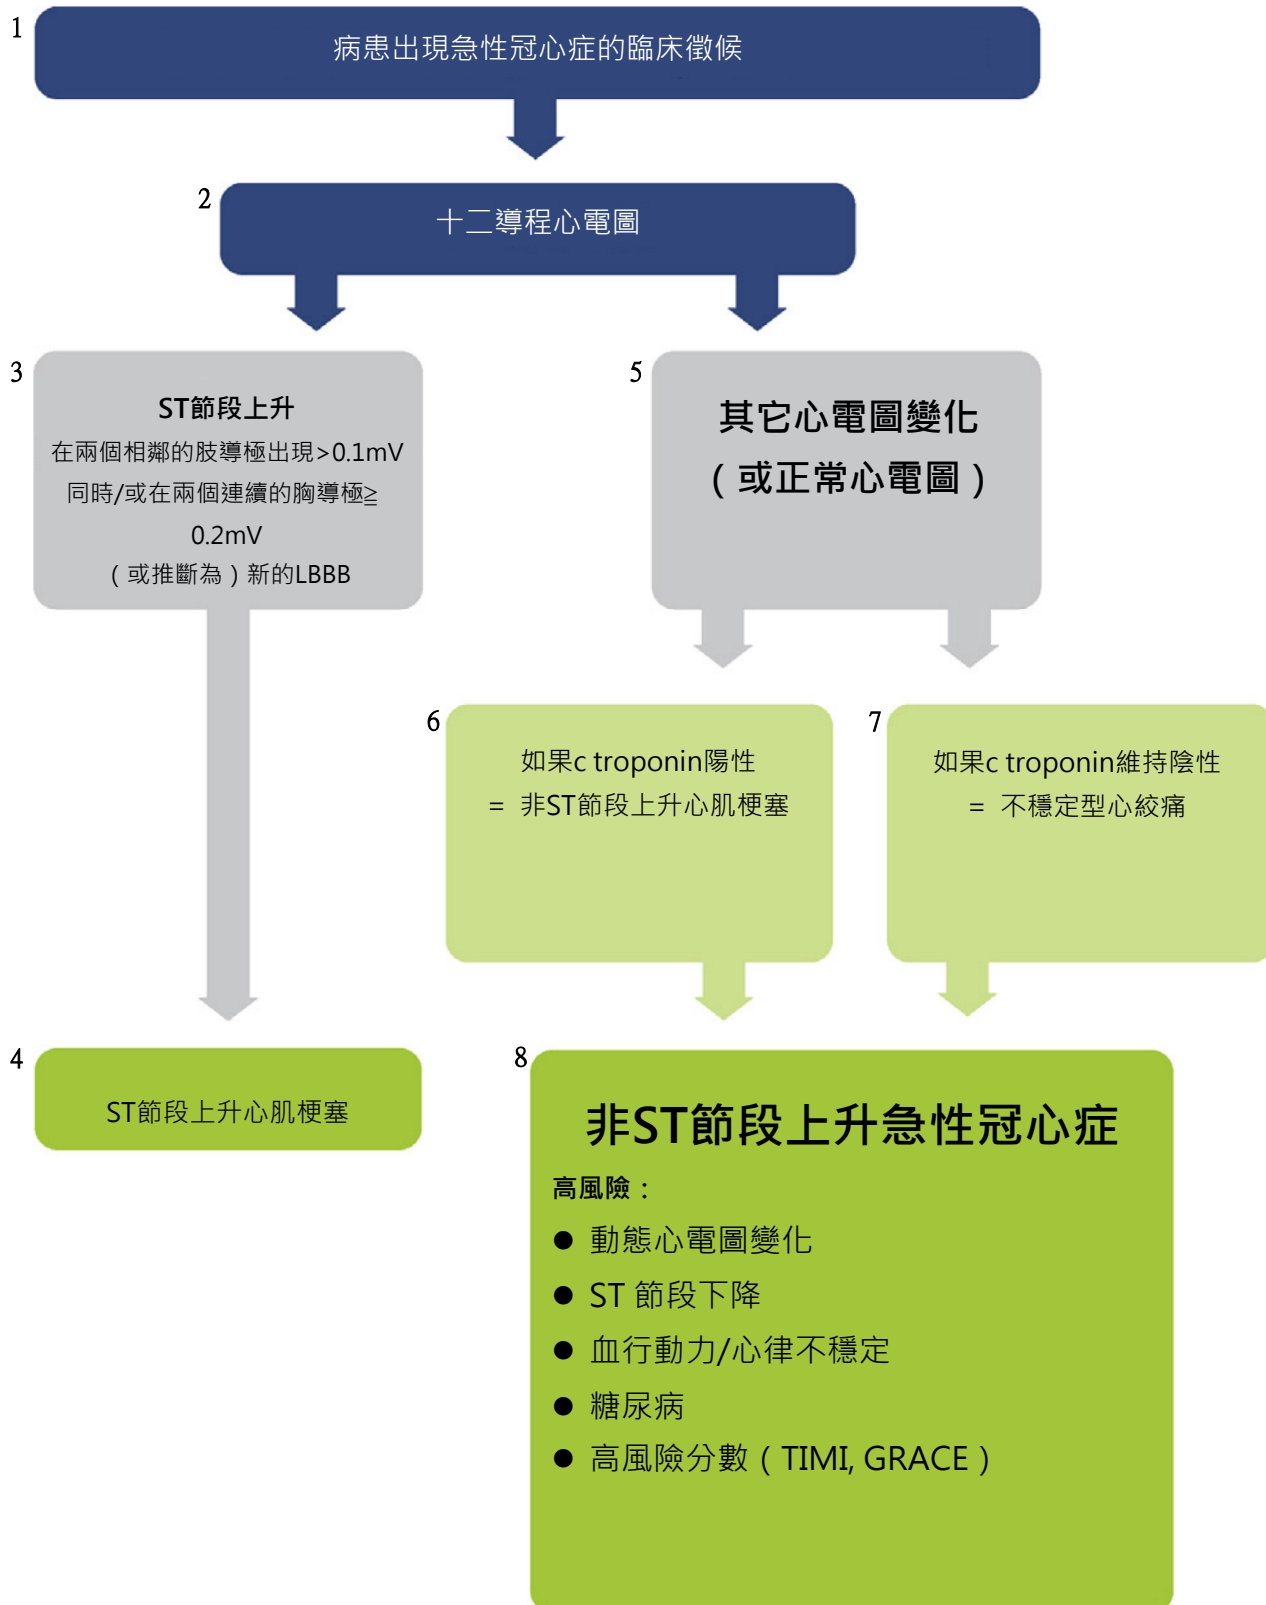 1
病患出現急性冠心症的臨床徵候
2
十二導程心電圖
3
ST節段上升
在兩個相鄰的肢導極出現>0.1mV
同時/或在兩個連續的胸導極≧
0.2mV
（或推斷為）新的LBBB
5
其它心電圖變化
（或正常心電圖）
6
如果c troponin陽性
= 非ST節段上升心肌梗塞
7
如果c troponin維持陰性
= 不穩定型心絞痛
4
ST節段上升心肌梗塞
8
非ST節段上升急性冠心症
高風險：
● 動態心電圖變化
● ST 節段下降
● 血行動力/心律不穩定
● 糖尿病
● 高風險分數（TIMI, GRACE）